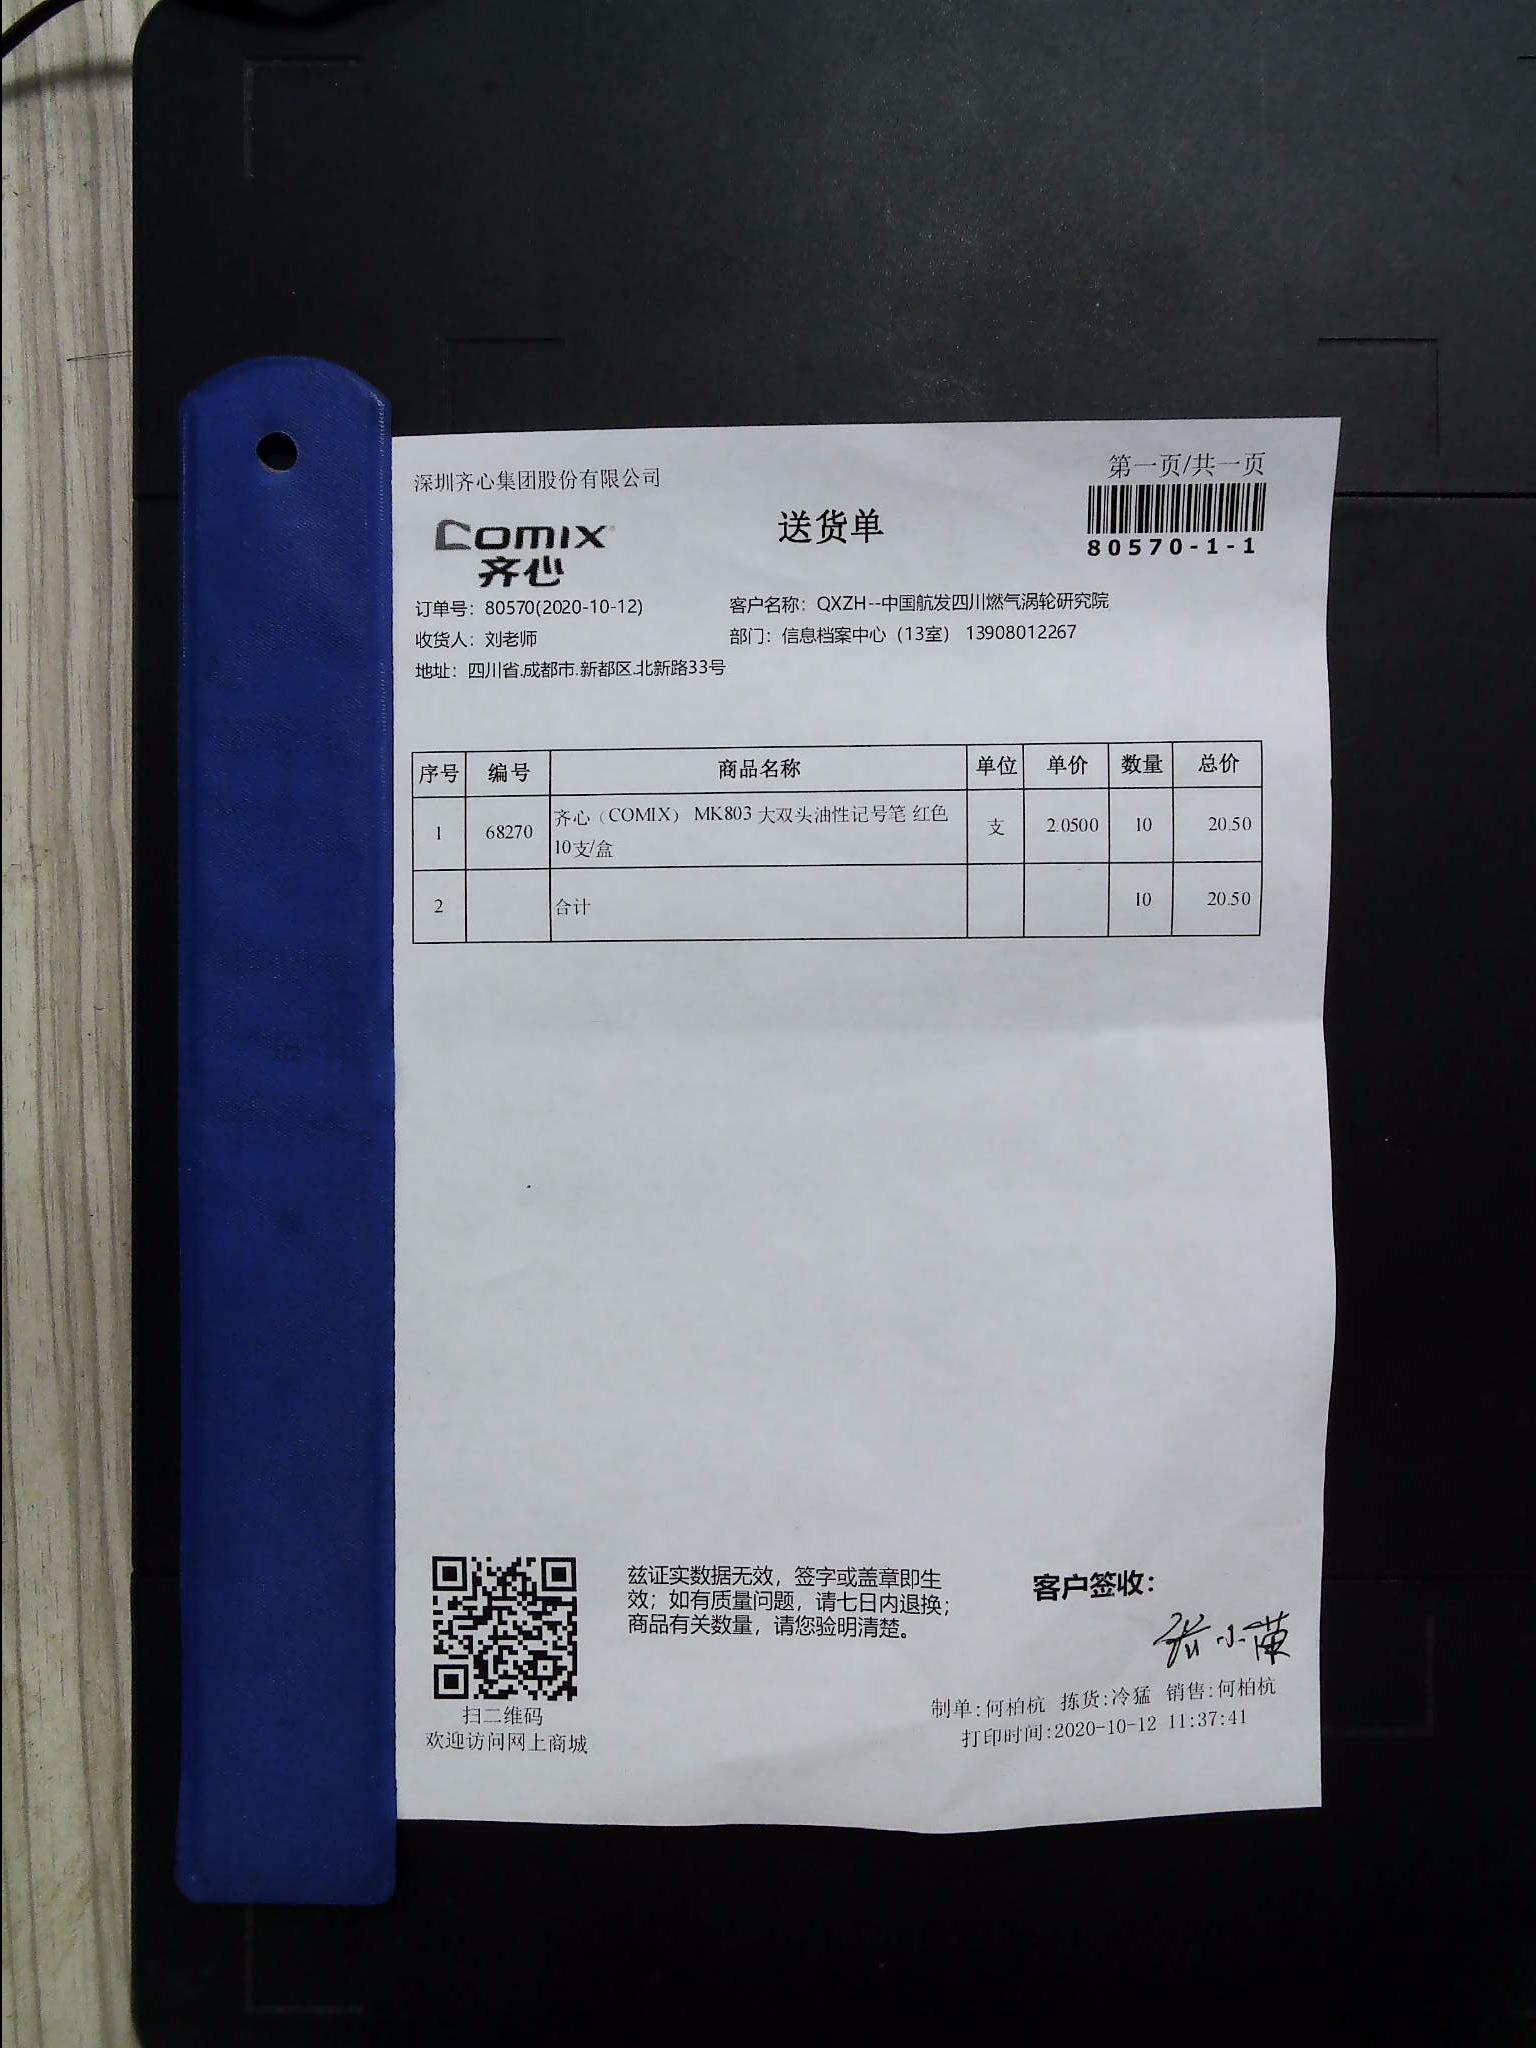 深圳齐心集团股份有限公司
第一页/共一页
comix
齐心
送货单
80570-1-1
订单号：80570(2020-10-12)
客户名称：QXZH--中国航发四川燃气涡轮研究院
收货人：刘老师
部门：信息档案中心（13室） 13908012267
地址：四川省.成都市.新都区.北新路33号
序号 编号 商品名称 单位 单价 数量 总价
1 68270 齐心（COMIX） MK803 大双头油性记号笔 红色 支 2.0500 10 20.50
10支/盒
2 合计 10 20.50
兹证实数据无效，签字或盖章即生
效；如有质量问题，请七日内退换；
商品有关数量，请您验明清楚。
客户签收：
扫二维码
欢迎访问网上商城
制单:何柏杭 拣货:冷猛 销售:何柏杭
打印时间:2020-10-12 11:37:41